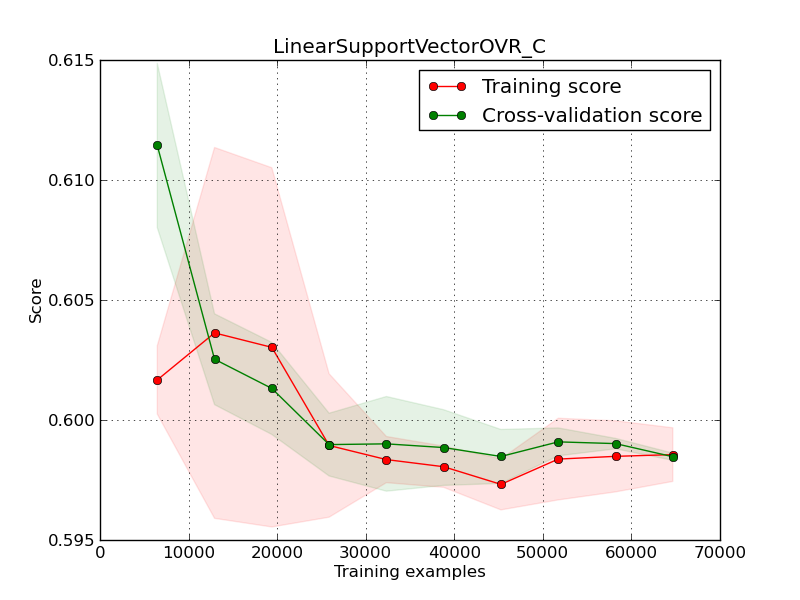 LinearSupportVectorOVR_C
Training score
Cross-validation score
0.615
0.610
0.605
0.600
0.595
Score
0 10000 20000 30000 40000 50000 60000 70000
Training examples